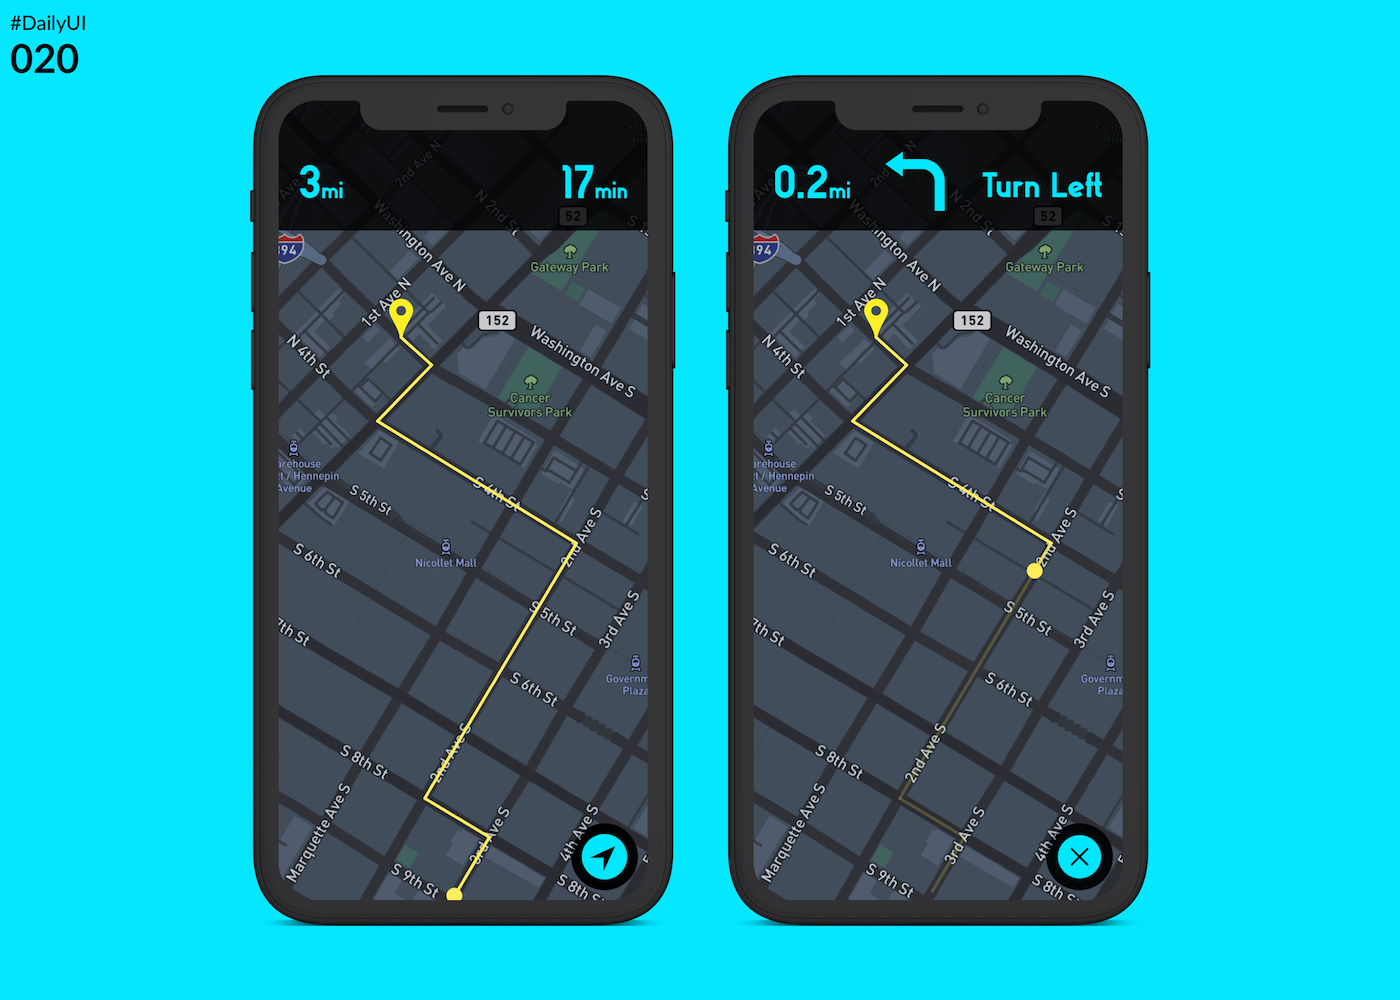 #DailyUI
020
3mi
17min
2nd Ave N
N 2nd St
52
Washington Ave N
94
Gateway Park
1st Ave N
152
N 4th St
Washington Ave S
Cancer
Survivors Park
arehouse
t / Hennepin
Avenue
S 4th St
S 5th St
2nd Ave S
S 6th St
Nicollet Mall
S 5th St
3rd Ave S
7th St
Governm
Plaza
S 6th St
2nd Ave S
S 8th St
Marquette Ave S
3rd Ave S
4th Ave S
S 9th St
S 8th St
0.2mi
Turn Left
2nd Ave N
N 2nd St
52
Washington Ave N
94
Gateway Park
1st Ave N
152
N 4th St
Washington Ave S
Cancer
Survivors Park
arehouse
t / Hennepin
Avenue
S 4th St
S 5th St
2nd Ave S
S 6th St
Nicollet Mall
S 5th St
3rd Ave S
7th St
Governm
Plaza
S 6th St
2nd Ave S
S 8th St
Marquette Ave S
3rd Ave S
4th Ave S
S 9th St
S 8th St